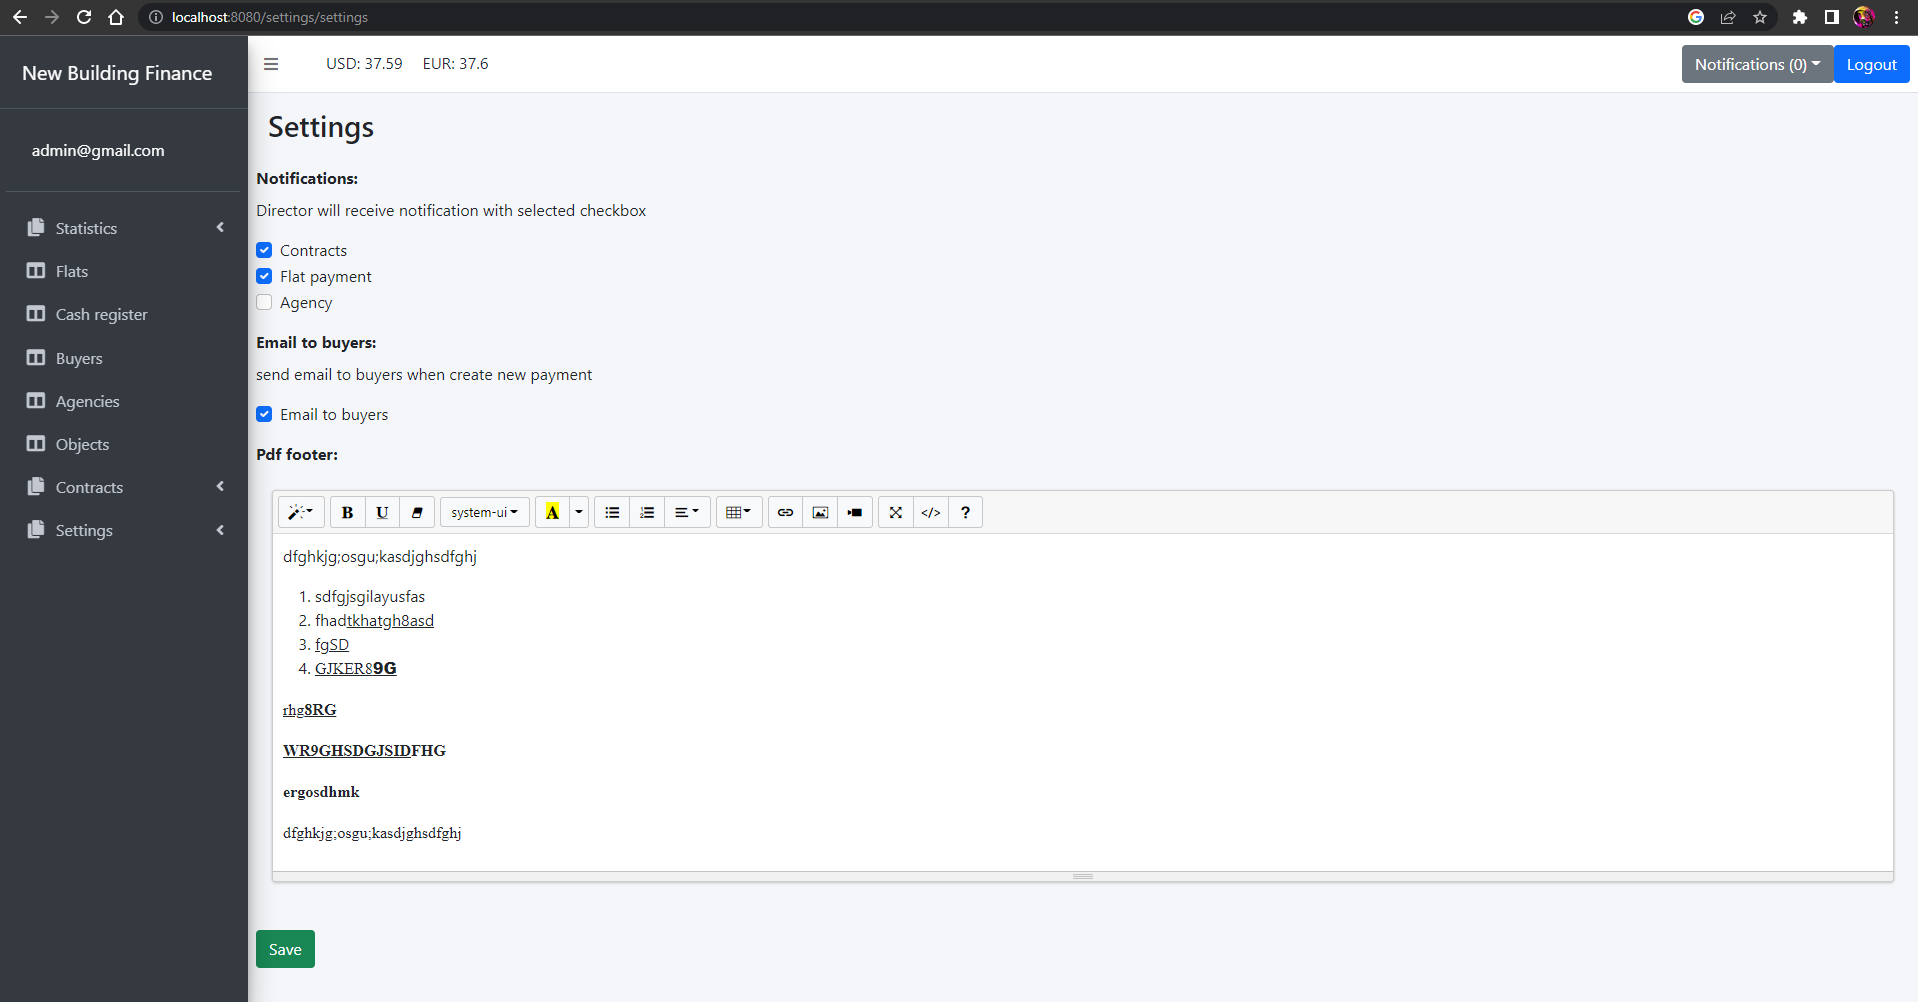 localhost:8080/settings/settings
New Building Finance
USD: 37.59 EUR: 37.6
Notifications (0)
Logout
admin@gmail.com
Statistics
Flats
Cash register
Buyers
Agencies
Objects
Contracts
Settings
Settings
Notifications:
Director will receive notification with selected checkbox
Contracts
Flat payment
Agency
Email to buyers:
send email to buyers when create new payment
Email to buyers
Pdf footer:
B U system-ui A </> ?
dfghkjg;osgu;kasdjghsdfghj
1. sdfgjsgilayusfas
2. fhadtkhatgh8asd
3. fgSD
4. GJKER89G
rhg8RG
WR9GHSDGJSIDFHG
ergosdhmk
dfghkjg;osgu;kasdjghsdfghj
Save